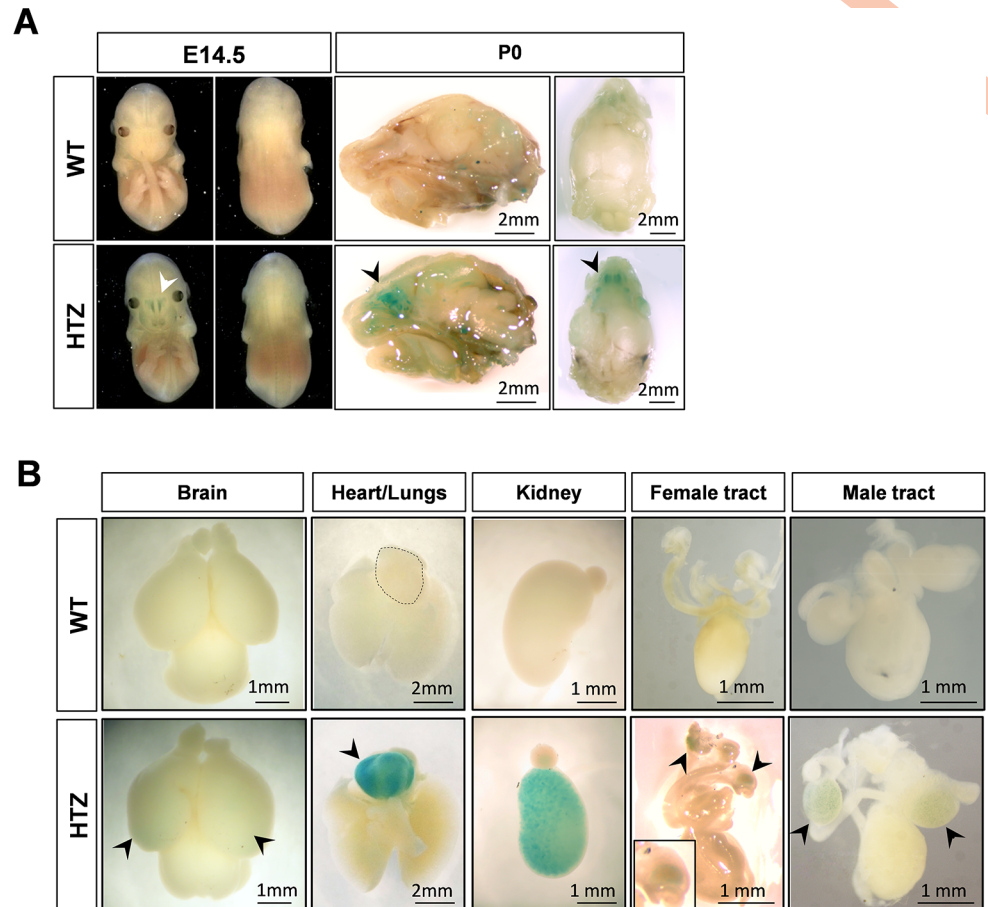 A
E14.5
P0
WT
2mm
2mm
HTZ
2mm
2mm
B
Brain
Heart/Lungs
Kidney
Female tract
Male tract
WT
1mm
2mm
1 mm
1 mm
1 mm
HTZ
1mm
2mm
1 mm
1 mm
1 mm